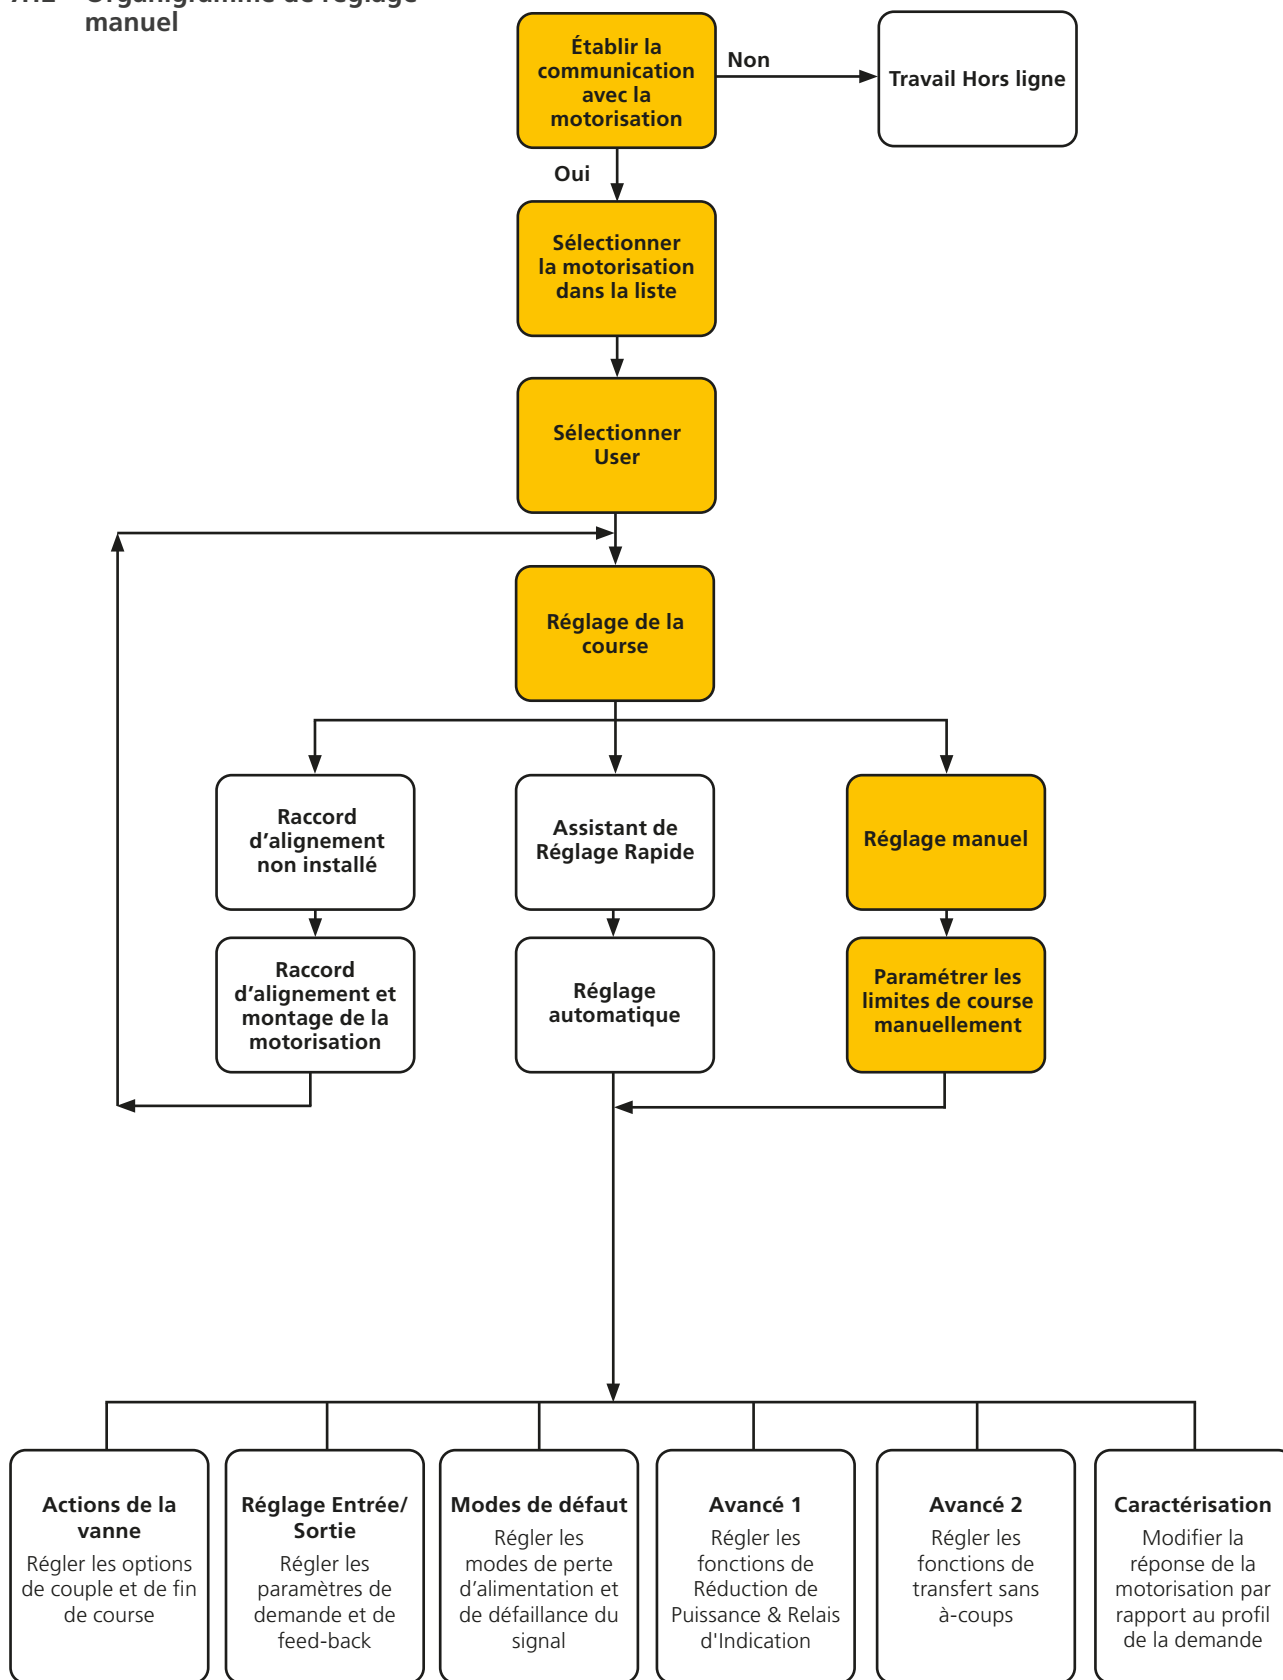 Organigramme de réglage
manuel
Établir la
communication
avec la
motorisation
Non
Travail Hors ligne
Oui
Sélectionner
la motorisation
dans la liste
Sélectionner
User
Réglage de la
course
Raccord
d’alignement
non installé
Assistant de
Réglage Rapide
Réglage manuel
Raccord
d’alignement et
montage de la
motorisation
Réglage
automatique
Paramétrer les
limites de course
manuellement
Actions de la
vanne
Régler les options
de couple et de fin
de course
Réglage Entrée/
Sortie
Régler les
paramètres de
demande et de
feed-back
Modes de défaut
Régler les
modes de perte
d’alimentation et
de défaillance du
signal
Avancé 1
Régler les
fonctions de
Réduction de
Puissance & Relais
d'Indication
Avancé 2
Régler les
fonctions de
transfert sans
à-coups
Caractérisation
Modifier la
réponse de la
motorisation par
rapport au profil
de la demande